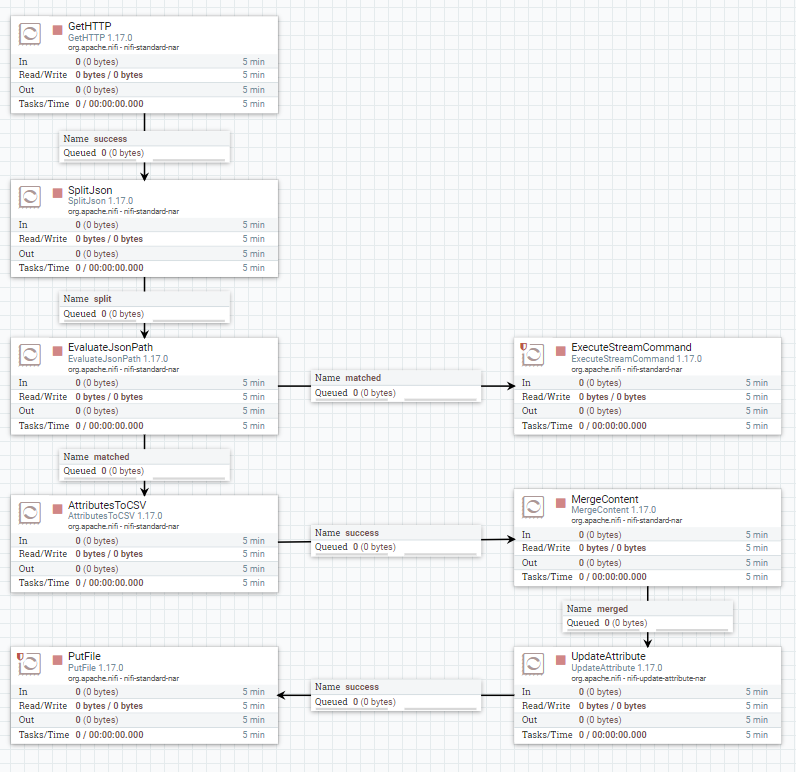 GetHTTP
GetHTTP 1.17.0
org.apache.nifi - nifi-standard-nar
In 0 (0 bytes) 5 min
Read/Write 0 bytes / 0 bytes 5 min
Out 0 (0 bytes) 5 min
Tasks/Time 0 / 00:00:00.000 5 min
Name success
Queued 0 (0 bytes)
SplitJson
SplitJson 1.17.0
org.apache.nifi - nifi-standard-nar
In 0 (0 bytes) 5 min
Read/Write 0 bytes / 0 bytes 5 min
Out 0 (0 bytes) 5 min
Tasks/Time 0 / 00:00:00.000 5 min
Name split
Queued 0 (0 bytes)
EvaluateJsonPath
EvaluateJsonPath 1.17.0
org.apache.nifi - nifi-standard-nar
In 0 (0 bytes) 5 min
Read/Write 0 bytes / 0 bytes 5 min
Out 0 (0 bytes) 5 min
Tasks/Time 0 / 00:00:00.000 5 min
Name matched
Queued 0 (0 bytes)
ExecuteStreamCommand
ExecuteStreamCommand 1.17.0
org.apache.nifi - nifi-standard-nar
In 0 (0 bytes) 5 min
Read/Write 0 bytes / 0 bytes 5 min
Out 0 (0 bytes) 5 min
Tasks/Time 0 / 00:00:00.000 5 min
Name matched
Queued 0 (0 bytes)
AttributesToCSV
AttributesToCSV 1.17.0
org.apache.nifi - nifi-standard-nar
In 0 (0 bytes) 5 min
Read/Write 0 bytes / 0 bytes 5 min
Out 0 (0 bytes) 5 min
Tasks/Time 0 / 00:00:00.000 5 min
Name success
Queued 0 (0 bytes)
MergeContent
MergeContent 1.17.0
org.apache.nifi - nifi-standard-nar
In 0 (0 bytes) 5 min
Read/Write 0 bytes / 0 bytes 5 min
Out 0 (0 bytes) 5 min
Tasks/Time 0 / 00:00:00.000 5 min
Name merged
Queued 0 (0 bytes)
UpdateAttribute
UpdateAttribute 1.17.0
org.apache.nifi - nifi-update-attribute-nar
In 0 (0 bytes) 5 min
Read/Write 0 bytes / 0 bytes 5 min
Out 0 (0 bytes) 5 min
Tasks/Time 0 / 00:00:00.000 5 min
Name success
Queued 0 (0 bytes)
PutFile
PutFile 1.17.0
org.apache.nifi - nifi-standard-nar
In 0 (0 bytes) 5 min
Read/Write 0 bytes / 0 bytes 5 min
Out 0 (0 bytes) 5 min
Tasks/Time 0 / 00:00:00.000 5 min